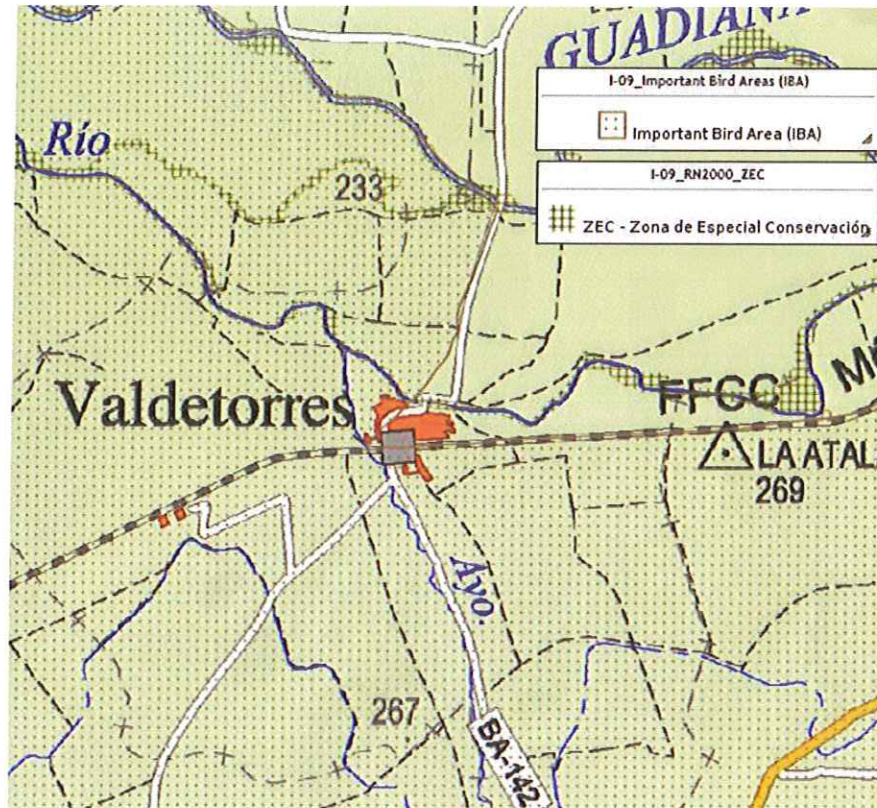 GUADIANA
I-09_Important Bird Areas (IBA)
Important Bird Area (IBA)
I-09_RN2000_ZEC
ZEC - Zona de Especial Conservación
Río
233
Valdetorres
FFCC
LA ATAL
269
Ayo.
267
BA-142